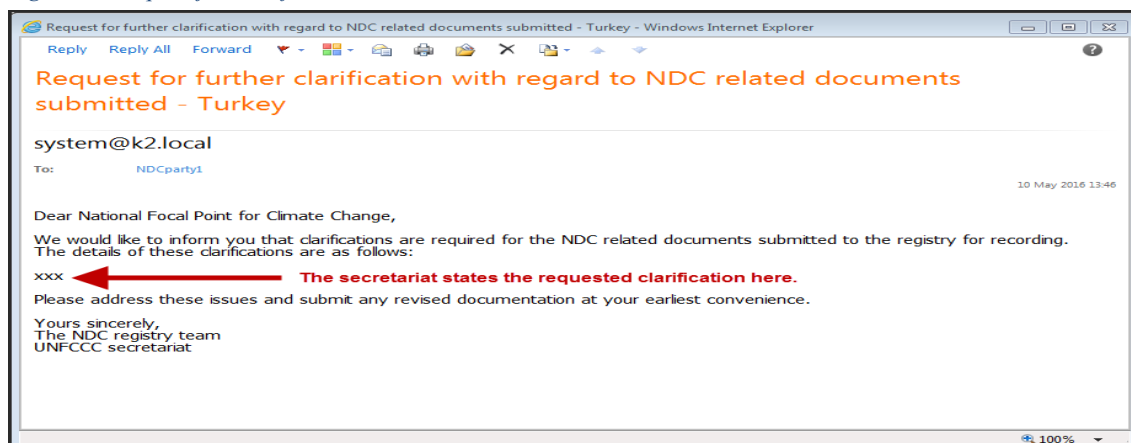 Request for further clarification with regard to NDC related documents submitted - Turkey - Windows Internet Explorer
Reply Reply All Forward
Request for further clarification with regard to NDC related documents
submitted - Turkey
system@k2.local
To: NDCparty1
10 May 2016 13:46
Dear National Focal Point for Climate Change,
We would like to inform you that clarifications are required for the NDC related documents submitted to the registry for recording.
The details of these clarifications are as follows:
xxx The secretariat states the requested clarification here.
Please address these issues and submit any revised documentation at your earliest convenience.
Yours sincerely,
The NDC registry team
UNFCCC secretariat
100%